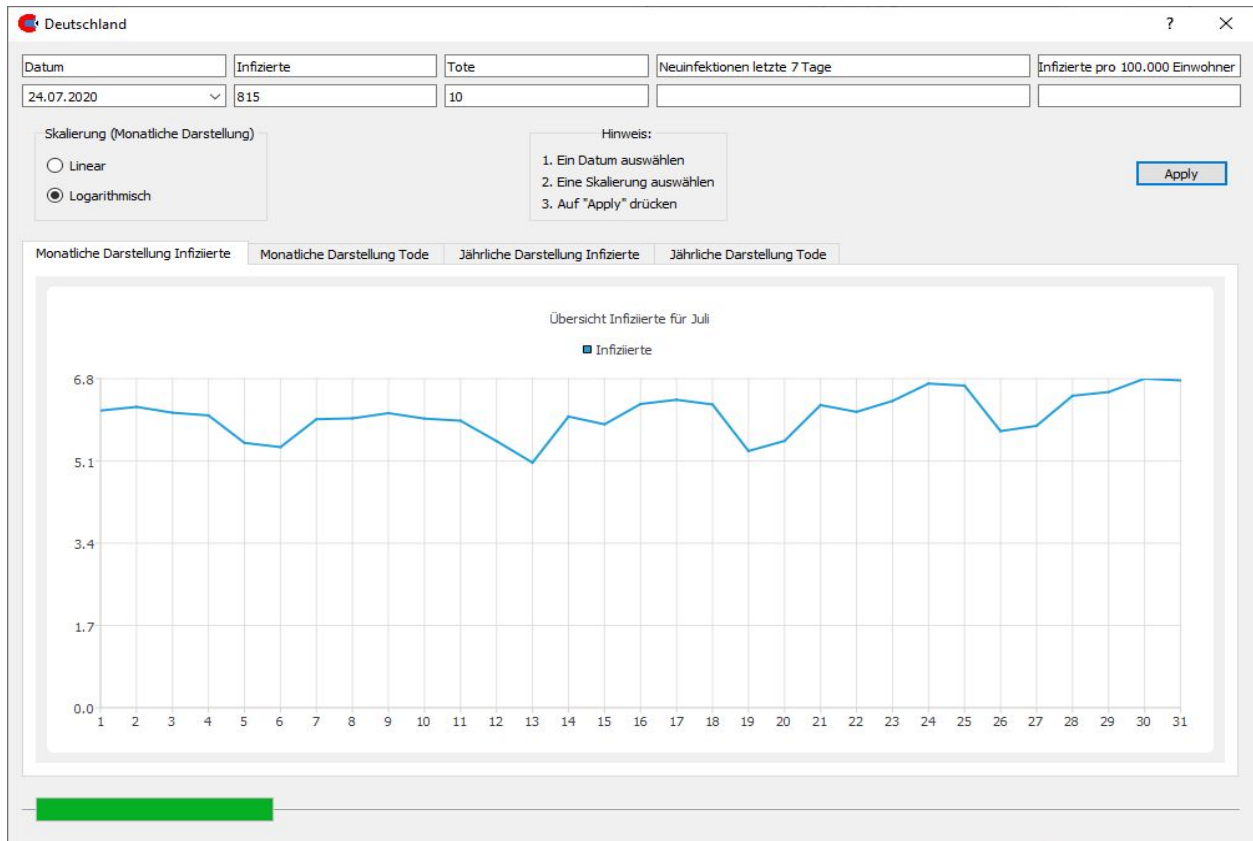 Deutschland
?
Datum Infizierte Tote Neuinfektionen letzte 7 Tage Infizierte pro 100.000 Einwohner
24.07.2020 815 10
Skalierung (Monatliche Darstellung)
Linear
Logarithmisch
Hinweis:
1. Ein Datum auswählen
2. Eine Skalierung auswählen
3. Auf "Apply" drücken
Apply
Monatliche Darstellung Infiziierte Monatliche Darstellung Tode Jährliche Darstellung Infizierte Jährliche Darstellung Tode
Übersicht Infiziierte für Juli
Infiziierte
6.8
5.1
3.4
1.7
0.0
1 2 3 4 5 6 7 8 9 10 11 12 13 14 15 16 17 18 19 20 21 22 23 24 25 26 27 28 29 30 31